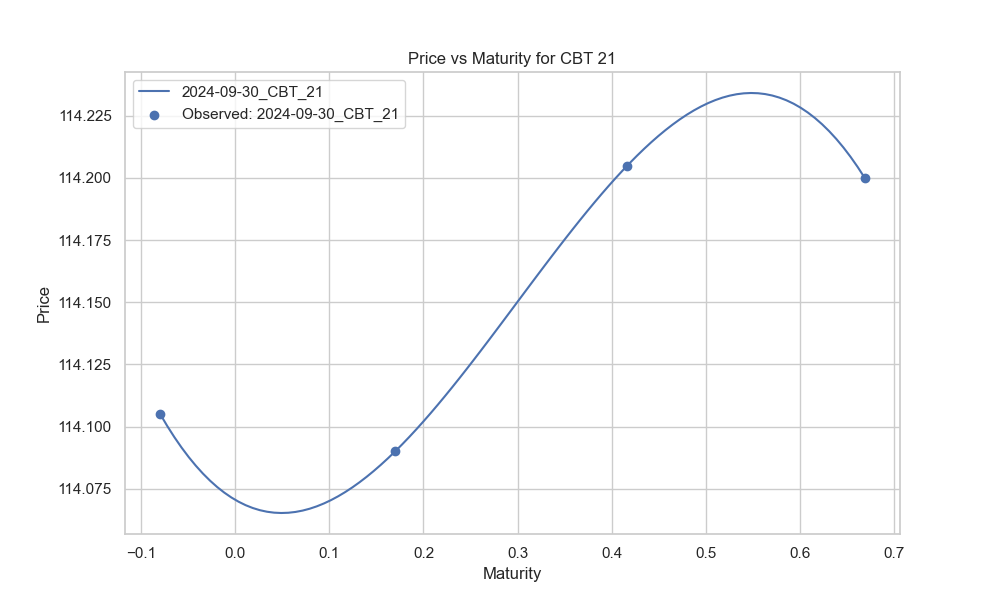 Price vs Maturity for CBT 21
2024-09-30_CBT_21
Observed: 2024-09-30_CBT_21
114.225
114.200
114.175
114.150
114.125
114.100
114.075
Price
−0.1 0.0 0.1 0.2 0.3 0.4 0.5 0.6 0.7
Maturity